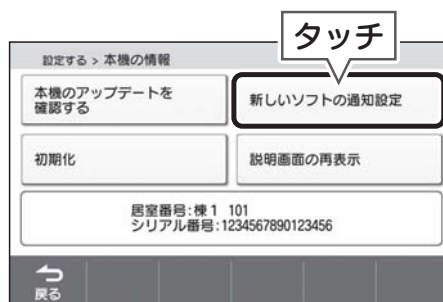 タッチ
設定する > 本機の情報
本機のアップデートを
確認する
新しいソフトの通知設定
初期化
説明画面の再表示
居室番号:棟1 101
シリアル番号:1234567890123456
戻る